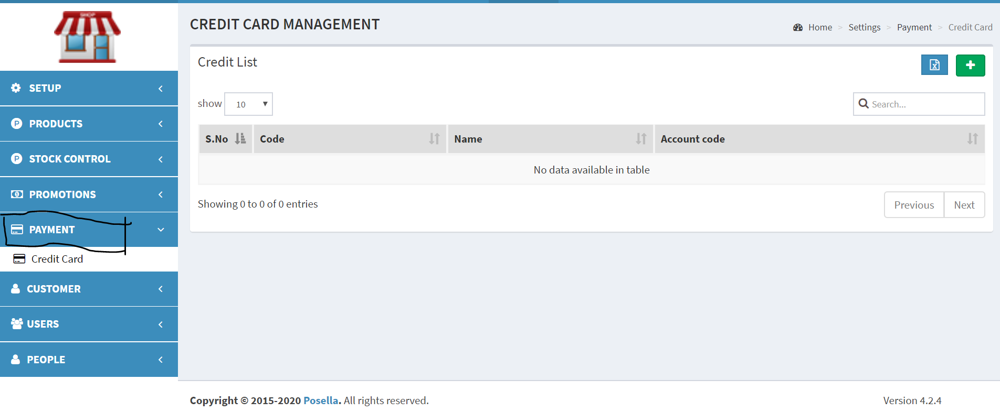 SHOP
CREDIT CARD MANAGEMENT
Home > Settings > Payment > Credit Card
SETUP
PRODUCTS
STOCK CONTROL
PROMOTIONS
PAYMENT
Credit Card
CUSTOMER
USERS
PEOPLE
Credit List
show 10
Search...
S.No Code Name Account code
No data available in table
Showing 0 to 0 of 0 entries
Previous Next
Copyright © 2015-2020 Posella. All rights reserved.
Version 4.2.4